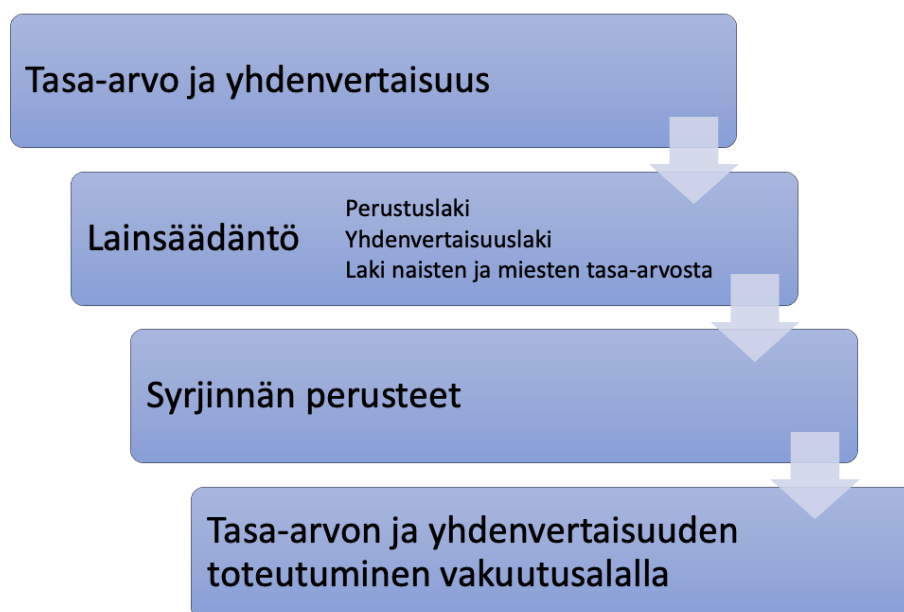 Tasa-arvo ja yhdenvertaisuus
Lainsäädäntö
Perustuslaki
Yhdenvertaisuuslaki
Laki naisten ja miesten tasa-arvosta
Syrjinnän perusteet
Tasa-arvon ja yhdenvertaisuuden
toteutuminen vakuutusalalla